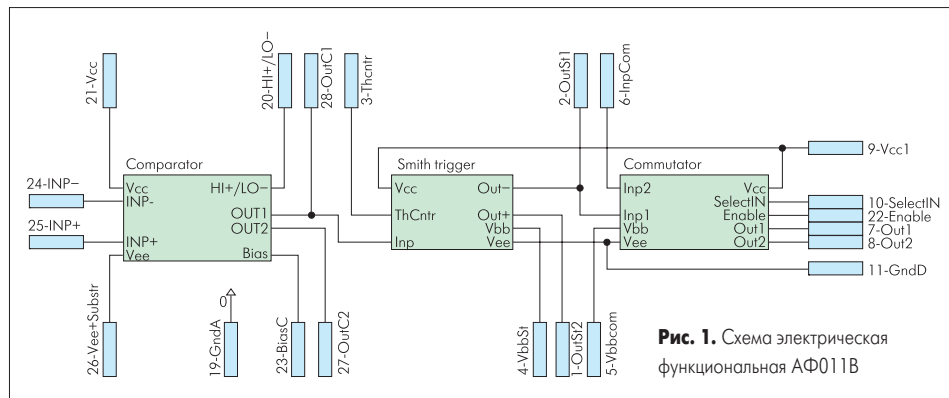 21-Vcc
20-HI+/LO-
28-OutC1
3-Thcntr
2-OutSt1
6-InpCom
Comparator
Smith trigger
Commutator
9-Vcc1
24-INP-
Vcc
HI+/LO-
INP-
Vcc
Out-
Inp2
Vcc
SelectIN
10-SelectIN
25-INP+
OUT1
ThCntr
Out+
Inp1
Enable
22-Enable
OUT2
Vbb
Vbb
Out1
7-Out1
INP+
Inp
Vee
Vee
Out2
8-Out2
Vee
Bias
11-GndD
26-Vee+Substr
0
19-GndA
23-BiasC
27-OutC2
4-VbbSt
1-OutSt2
5-Vbbcom
Рис. 1. Схема электрическая
функциональная АФ011В